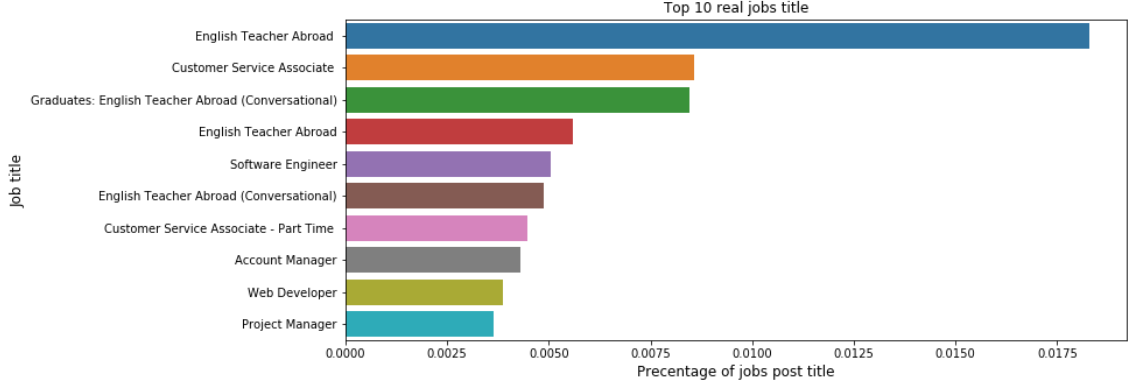 Top 10 real jobs title
English Teacher Abroad
Customer Service Associate
Graduates: English Teacher Abroad (Conversational)
English Teacher Abroad
Software Engineer
English Teacher Abroad (Conversational)
Customer Service Associate - Part Time
Account Manager
Web Developer
Project Manager
Job title
0.0000 0.0025 0.0050 0.0075 0.0100 0.0125 0.0150 0.0175
Precentage of jobs post title